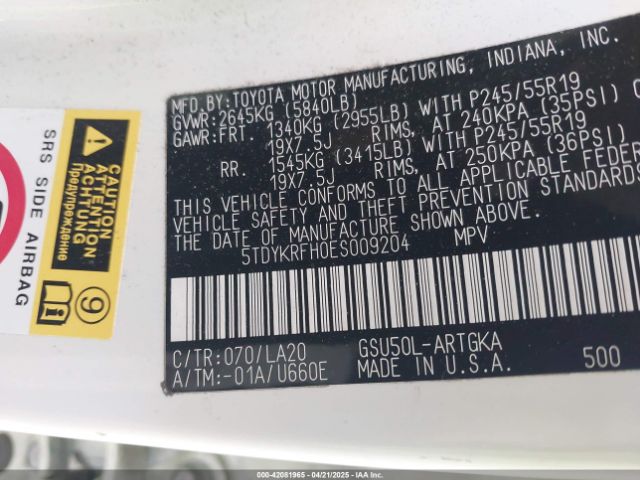 MFD.BY:TOYOTA MOTOR MANUFACTURING, INDIANA, INC.
GVWR:2645KG (5840LB)
GAWR:FRT. 1340KG (2955LB) WITH P245/55R19
19X7.5J RIMS, AT 240KPA (35PSI)
RR. 1545KG (3415LB) WITH P245/55R19
19X7.5J RIMS, AT 250KPA (36PSI)
THIS VEHICLE CONFORMS TO ALL APPLICABLE FEDER
VEHICLE SAFETY AND THEFT PREVENTION STANDARDS
THE DATE OF MANUFACTURE SHOWN ABOVE.
5TDYKRFH0ES009204 MPV
C/TR:070/LA20 GSU50L-ARTGKA
A/TM:-01A/U660E MADE IN U.S.A. 500
SRS SIDE AIRBAG
CAUTION
ATTENTION
ACHTUNG
Предупреждение
9
000-42081965 04/21/2025 IAAI.COM